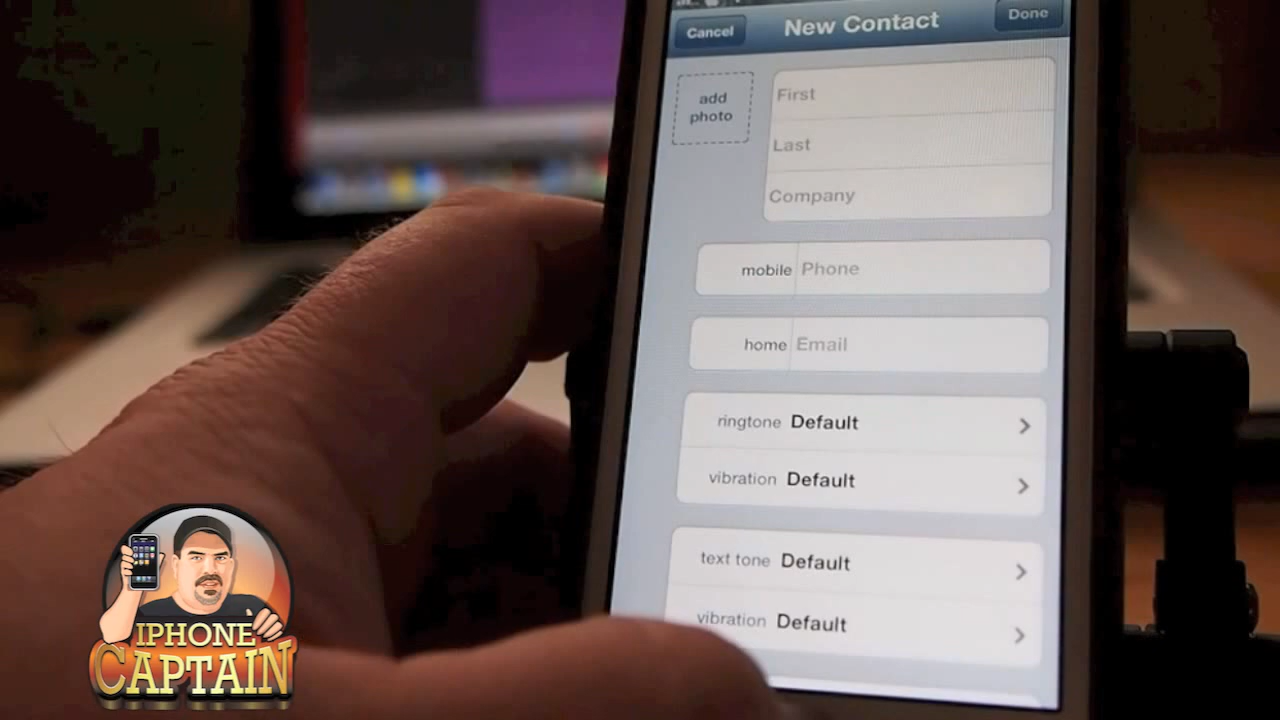 Cancel
New Contact
Done
add
photo
First
Last
Company
mobile Phone
home Email
ringtone Default
vibration Default
text tone Default
vibration Default
IPHONE
CAPTAIN